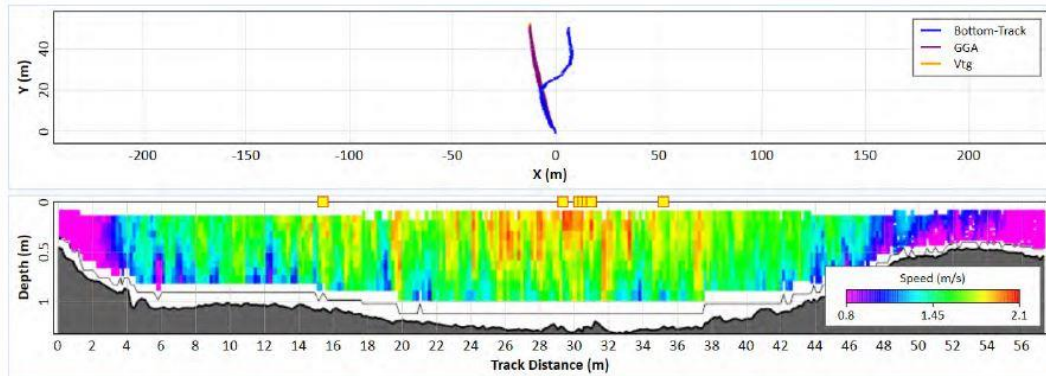 Y (m)
40
20
0
Bottom-Track
GGA
Vtg
-200 -150 -100 -50 0 50 100 150 200
X (m)
Depth (m)
0
0.5
1
Speed (m/s)
0.8 1.45 2.1
0 2 4 6 8 10 12 14 16 18 20 22 24 26 28 30 32 34 36 38 40 42 44 46 48 50 52 54 56
Track Distance (m)